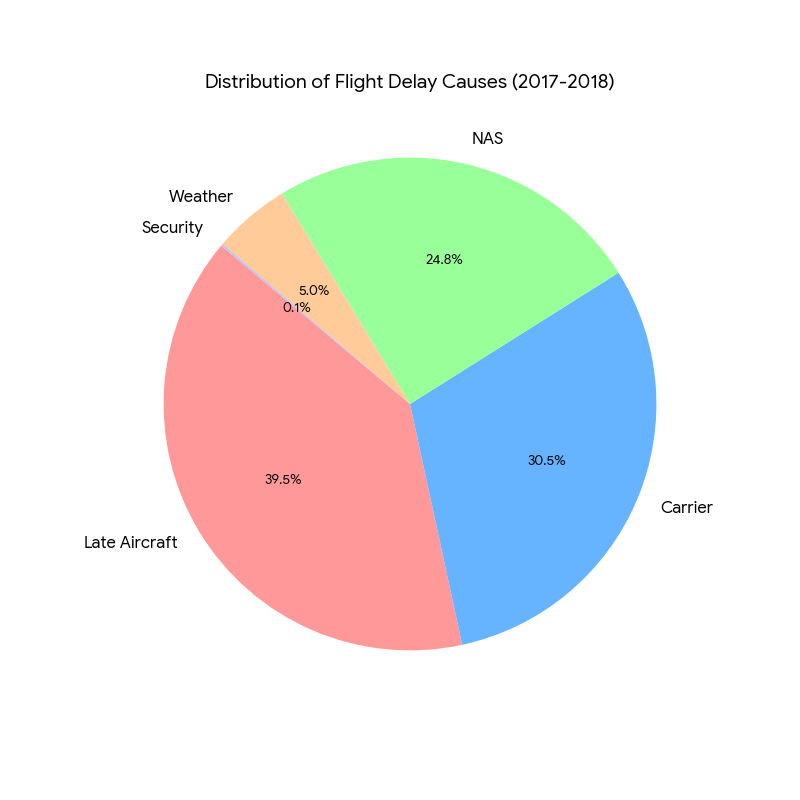 Distribution of Flight Delay Causes (2017-2018)
NAS
Weather
Security
24.8%
5.0%
0.1%
30.5%
39.5%
Carrier
Late Aircraft